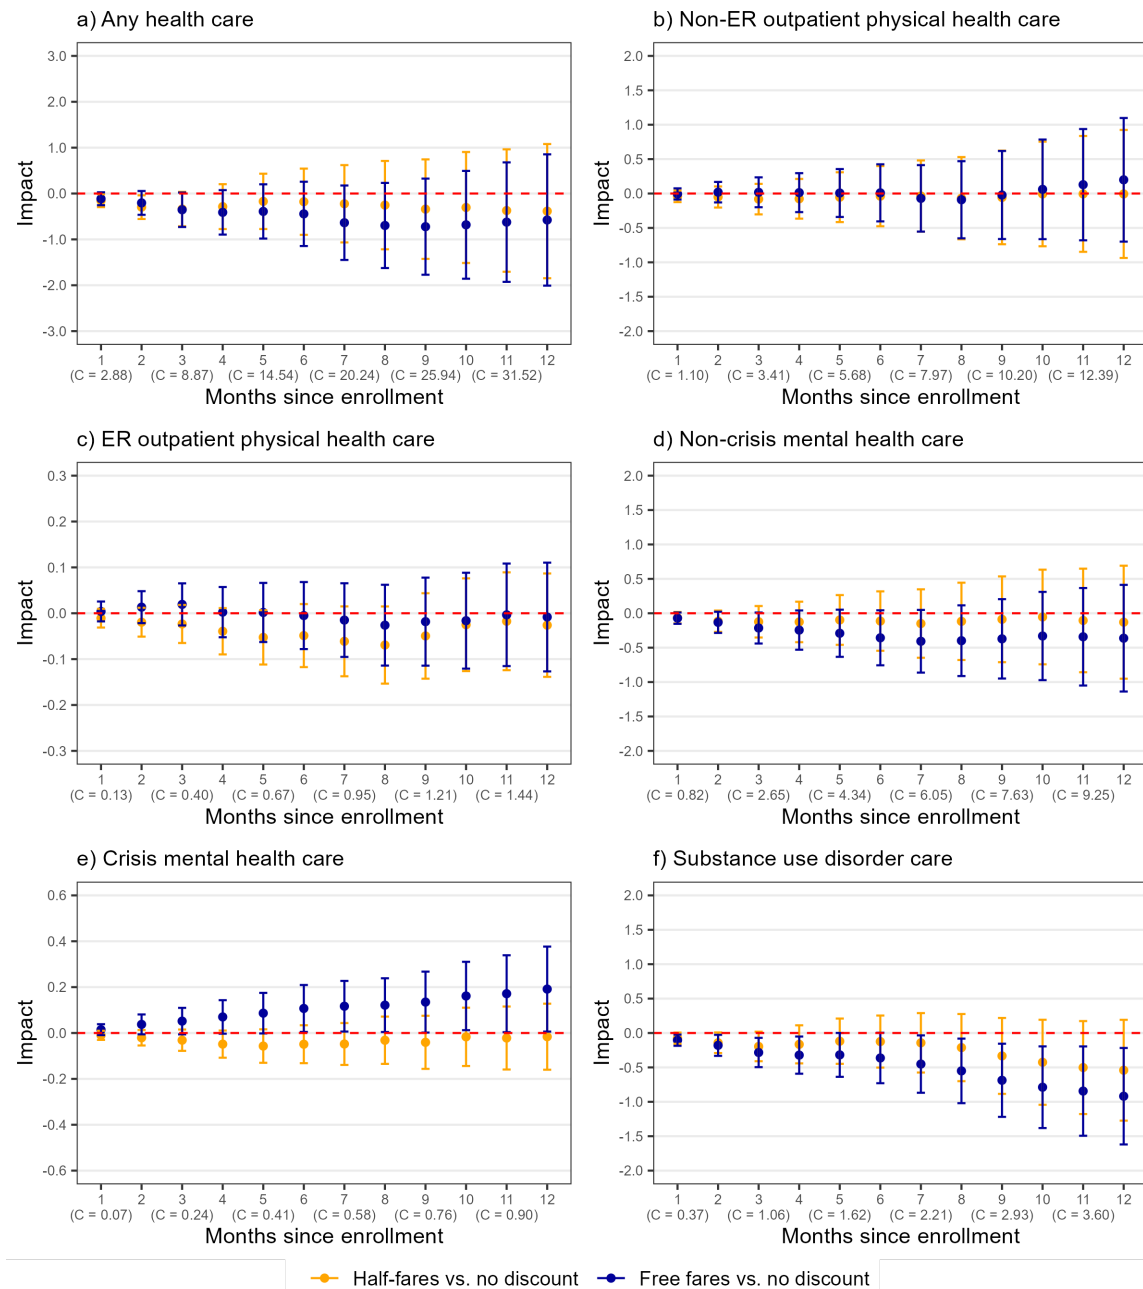 a) Any health care
3.0
2.0
1.0
0.0
-1.0
-2.0
-3.0
Impact
1 2 3 4 5 6 7 8 9 10 11 12
(C = 2.88) (C = 8.87) (C = 14.54) (C = 20.24) (C = 25.94) (C = 31.52)
Months since enrollment
b) Non-ER outpatient physical health care
2.0
1.5
1.0
0.5
0.0
-0.5
-1.0
-1.5
-2.0
Impact
1 2 3 4 5 6 7 8 9 10 11 12
(C = 1.10) (C = 3.41) (C = 5.68) (C = 7.97) (C = 10.20) (C = 12.39)
Months since enrollment
c) ER outpatient physical health care
0.3
0.2
0.1
0.0
-0.1
-0.2
-0.3
Impact
1 2 3 4 5 6 7 8 9 10 11 12
(C = 0.13) (C = 0.40) (C = 0.67) (C = 0.95) (C = 1.21) (C = 1.44)
Months since enrollment
d) Non-crisis mental health care
2.0
1.5
1.0
0.5
0.0
-0.5
-1.0
-1.5
-2.0
Impact
1 2 3 4 5 6 7 8 9 10 11 12
(C = 0.82) (C = 2.65) (C = 4.34) (C = 6.05) (C = 7.63) (C = 9.25)
Months since enrollment
e) Crisis mental health care
0.6
0.4
0.2
0.0
-0.2
-0.4
-0.6
Impact
1 2 3 4 5 6 7 8 9 10 11 12
(C = 0.07) (C = 0.24) (C = 0.41) (C = 0.58) (C = 0.76) (C = 0.90)
Months since enrollment
f) Substance use disorder care
2.0
1.5
1.0
0.5
0.0
-0.5
-1.0
-1.5
-2.0
Impact
1 2 3 4 5 6 7 8 9 10 11 12
(C = 0.37) (C = 1.06) (C = 1.62) (C = 2.21) (C = 2.93) (C = 3.60)
Months since enrollment
Half-fares vs. no discount Free fares vs. no discount